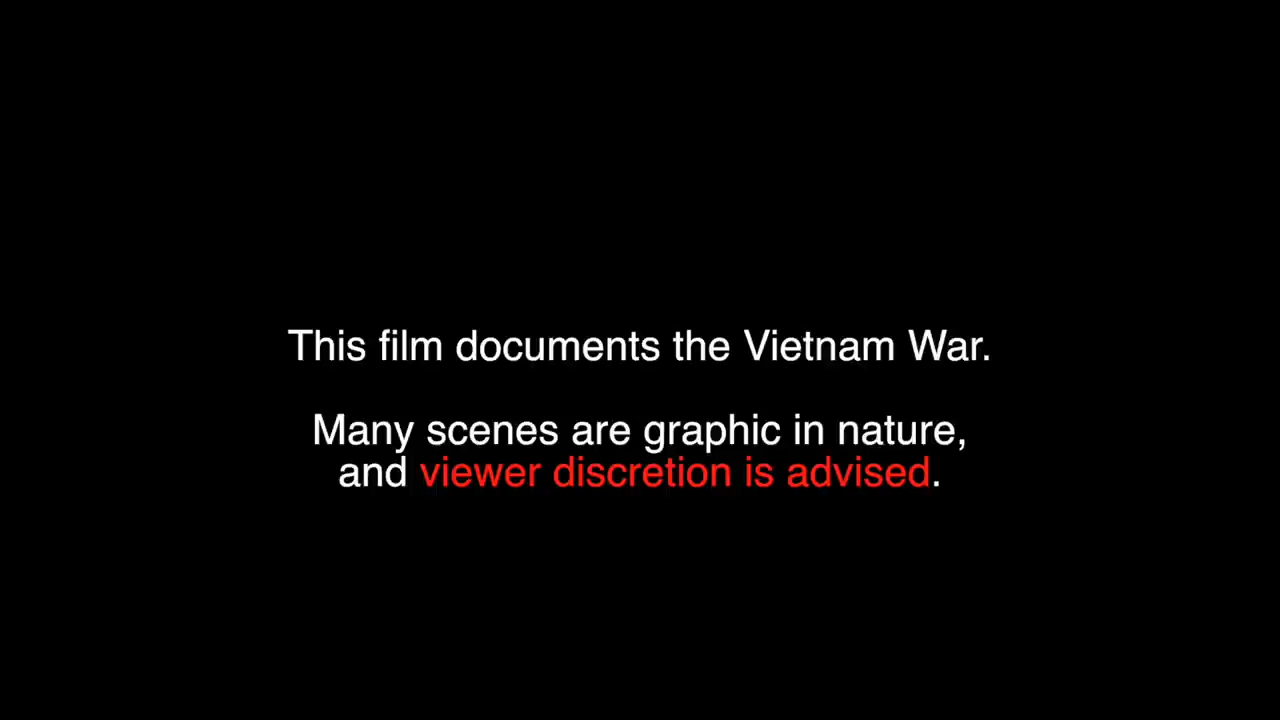 This film documents the Vietnam War.
Many scenes are graphic in nature,
and viewer discretion is advised.